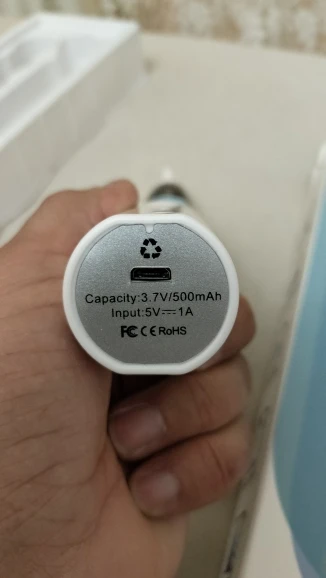 Capacity:3.7V/500mAh
Input:5V⎓1A
FC CE RoHS